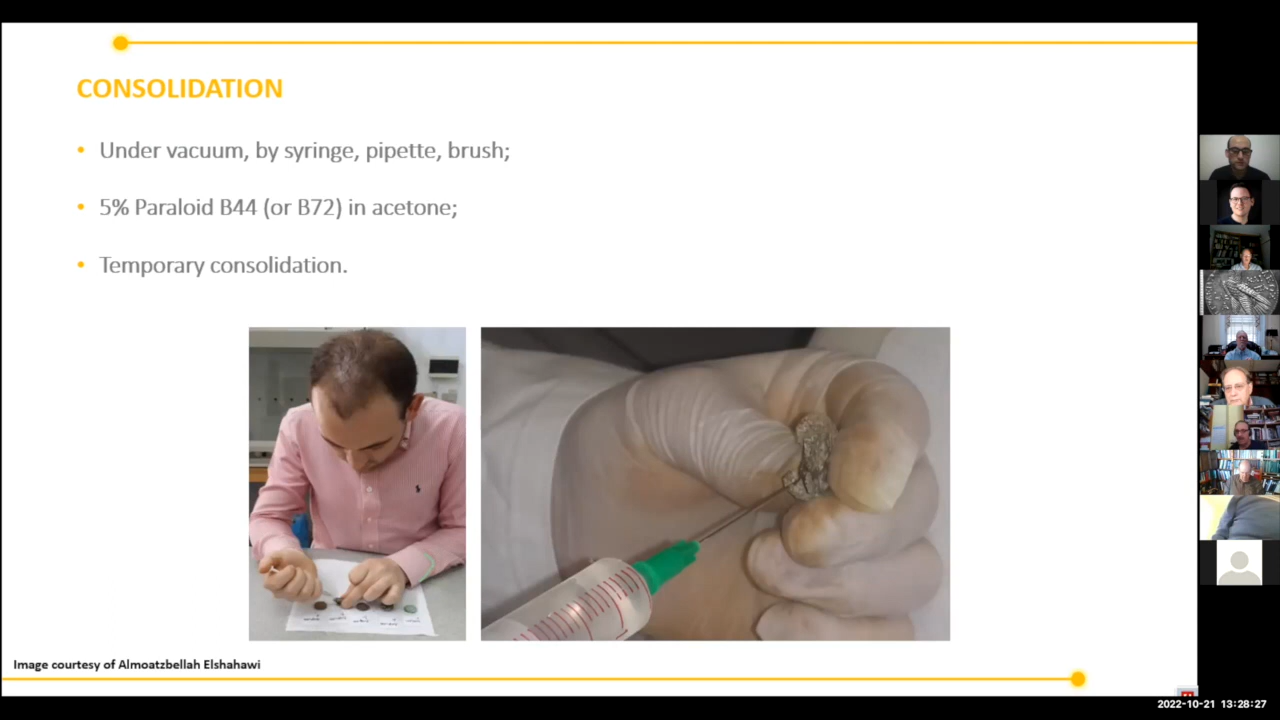 CONSOLIDATION
• Under vacuum, by syringe, pipette, brush;
• 5% Paraloid B44 (or B72) in acetone;
• Temporary consolidation.
Image courtesy of Almoatzbellah Elshahawi
2022-10-21 13:28:27